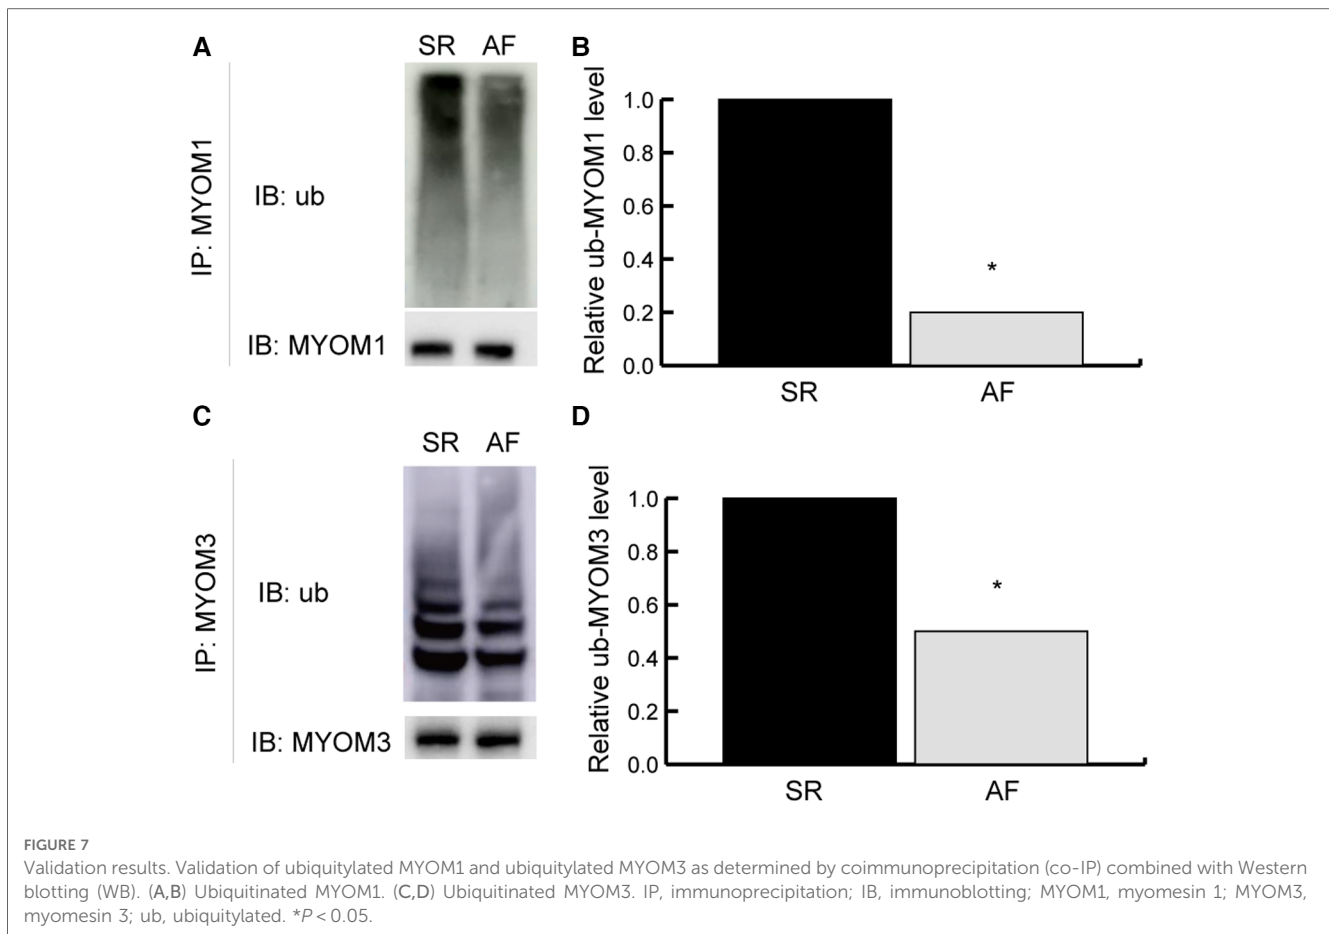 A
SR AF
IP: MYOM1
IB: ub
IB: MYOM1
B
Relative ub-MYOM1 level
1.0
0.8
0.6
0.4
0.2
0.0
*
SR AF
C
SR AF
IP: MYOM3
IB: ub
IB: MYOM3
D
Relative ub-MYOM3 level
1.0
0.8
0.6
0.4
0.2
0.0
*
SR AF
FIGURE 7
Validation results. Validation of ubiquitylated MYOM1 and ubiquitylated MYOM3 as determined by coimmunoprecipitation (co-IP) combined with Western
blotting (WB). (A,B) Ubiquitinated MYOM1. (C,D) Ubiquitinated MYOM3. IP, immunoprecipitation; IB, immunoblotting; MYOM1, myomesin 1; MYOM3,
myomesin 3; ub, ubiquitylated. *P < 0.05.